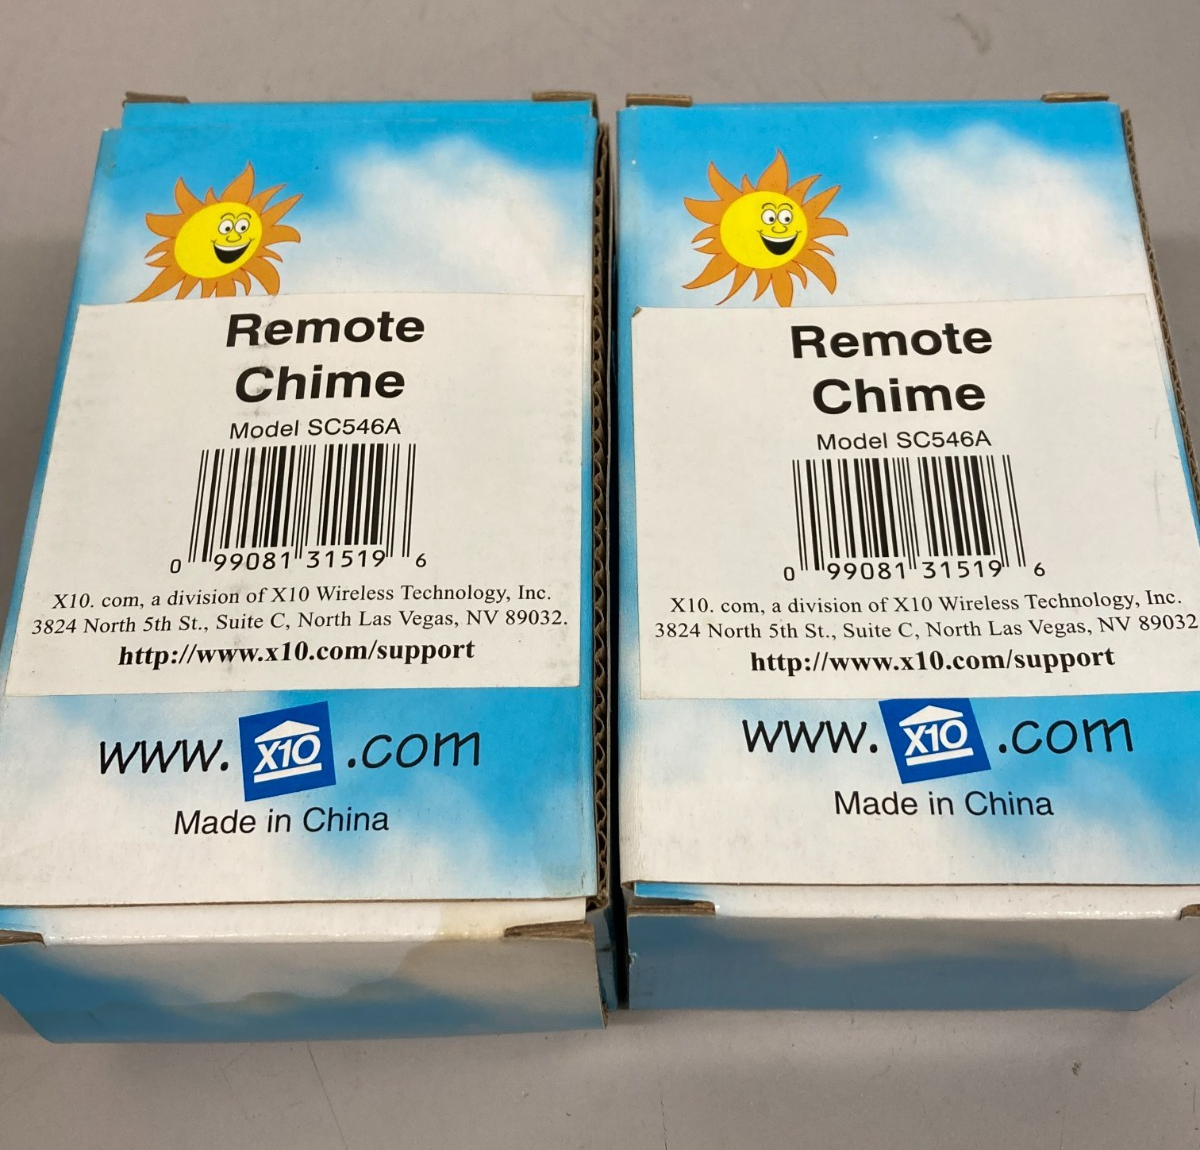 Remote
Chime
Model SC546A
0 99081 31519 6
X10. com, a division of X10 Wireless Technology, Inc.
3824 North 5th St., Suite C, North Las Vegas, NV 89032.
http://www.x10.com/support
www. X10 .com
Made in China
Remote
Chime
Model SC546A
0 99081 31519 6
X10. com, a division of X10 Wireless Technology, Inc.
3824 North 5th St., Suite C, North Las Vegas, NV 89032
http://www.x10.com/support
www. X10 .com
Made in China